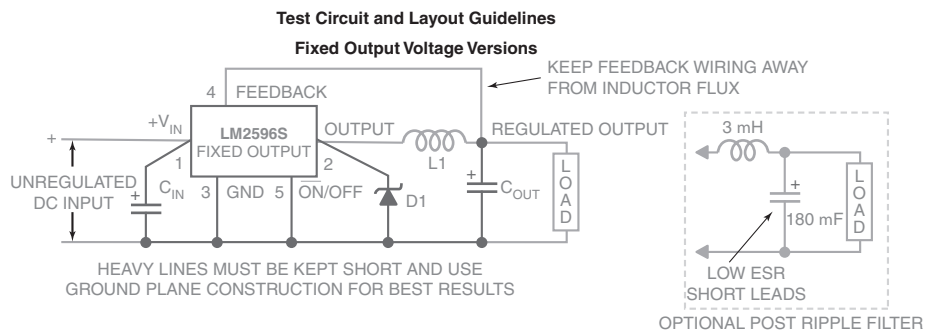 Test Circuit and Layout Guidelines
Fixed Output Voltage Versions
KEEP FEEDBACK WIRING AWAY
FROM INDUCTOR FLUX
4 FEEDBACK
+VIN
LM2596S
FIXED OUTPUT
OUTPUT
REGULATED OUTPUT
3 mH
+
L1
1
2
UNREGULATED
DC INPUT
CIN
+
3 GND 5 ON/OFF
D1
+
COUT
LOAD
+
180 mF
LOAD
HEAVY LINES MUST BE KEPT SHORT AND USE
GROUND PLANE CONSTRUCTION FOR BEST RESULTS
LOW ESR
SHORT LEADS
OPTIONAL POST RIPPLE FILTER